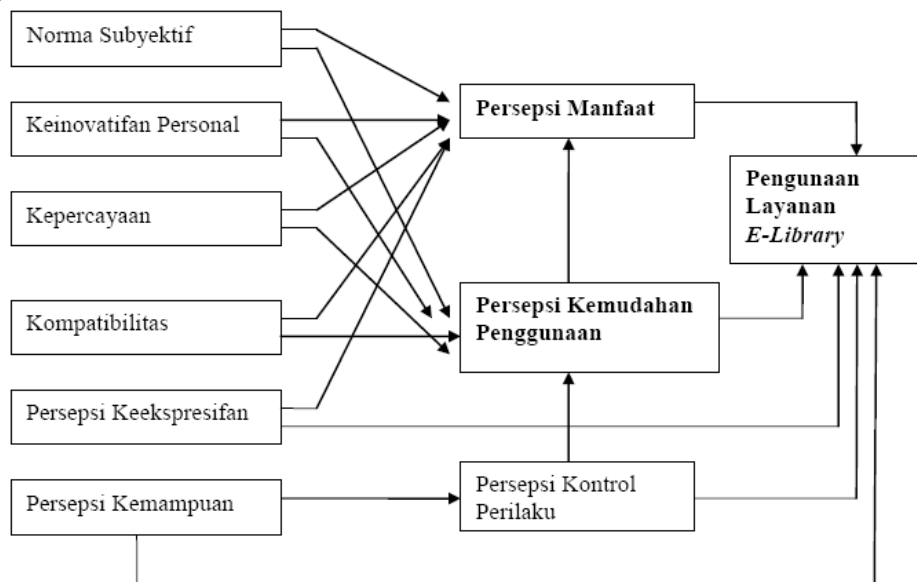 Norma Subyektif
Keinovatifan Personal
Kepercayaan
Kompatibilitas
Persepsi Keekspresifan
Persepsi Kemampuan
Persepsi Manfaat
Persepsi Kemudahan
Penggunaan
Persepsi Kontrol
Perilaku
Pengunaan
Layanan
E-Library